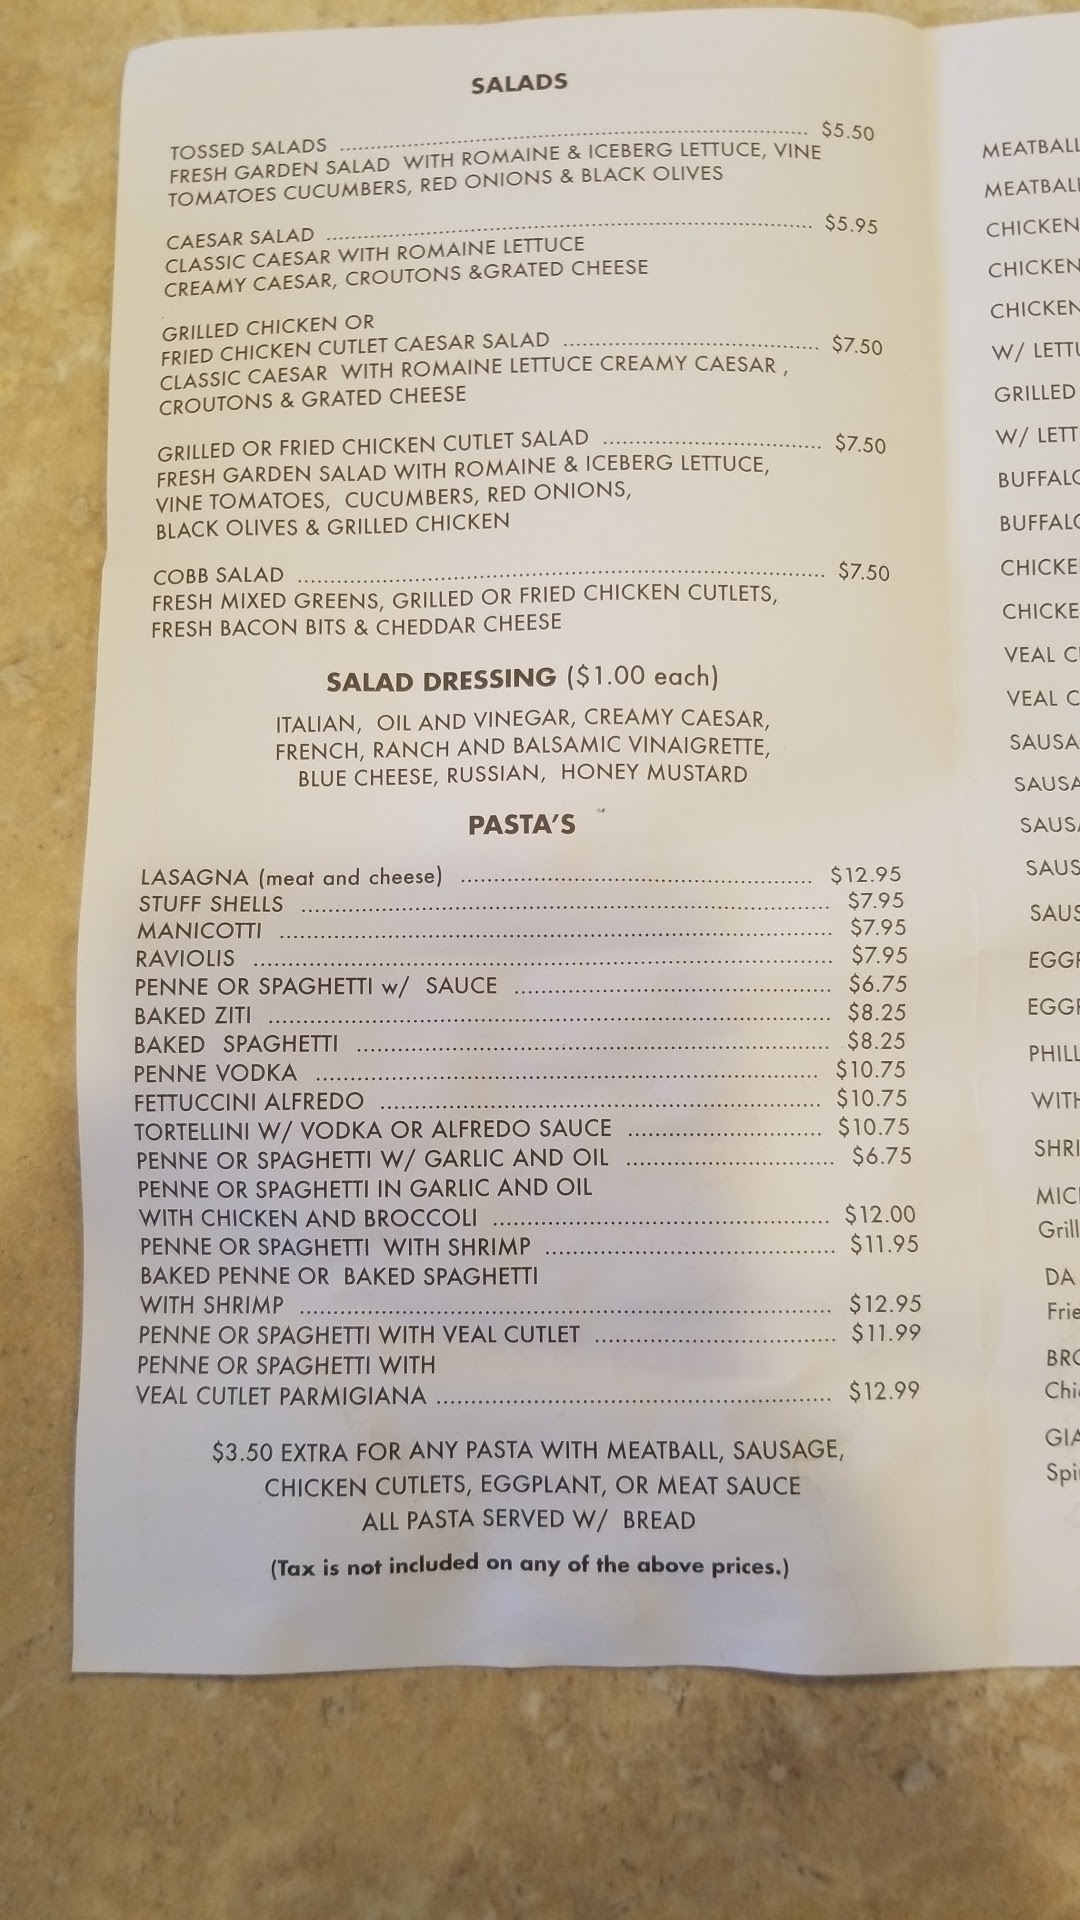 SALADS
TOSSED SALADS ........ $5.50
FRESH GARDEN SALAD WITH ROMAINE & ICEBERG LETTUCE, VINE
TOMATOES CUCUMBERS, RED ONIONS & BLACK OLIVES
CAESAR SALAD ........ $5.95
CLASSIC CAESAR WITH ROMAINE LETTUCE
CREAMY CAESAR, CROUTONS &GRATED CHEESE
GRILLED CHICKEN OR
FRIED CHICKEN CUTLET CAESAR SALAD ........ $7.50
CLASSIC CAESAR WITH ROMAINE LETTUCE CREAMY CAESAR ,
CROUTONS & GRATED CHEESE
GRILLED OR FRIED CHICKEN CUTLET SALAD ........ $7.50
FRESH GARDEN SALAD WITH ROMAINE & ICEBERG LETTUCE,
VINE TOMATOES, CUCUMBERS, RED ONIONS,
BLACK OLIVES & GRILLED CHICKEN
COBB SALAD ........ $7.50
FRESH MIXED GREENS, GRILLED OR FRIED CHICKEN CUTLETS,
FRESH BACON BITS & CHEDDAR CHEESE
SALAD DRESSING ($1.00 each)
ITALIAN, OIL AND VINEGAR, CREAMY CAESAR,
FRENCH, RANCH AND BALSAMIC VINAIGRETTE,
BLUE CHEESE, RUSSIAN, HONEY MUSTARD
PASTA'S
LASAGNA (meat and cheese) ........ $12.95
STUFF SHELLS ........ $7.95
MANICOTTI ........ $7.95
RAVIOLIS ........ $7.95
PENNE OR SPAGHETTI w/ SAUCE ........ $6.75
BAKED ZITI ........ $8.25
BAKED SPAGHETTI ........ $8.25
PENNE VODKA ........ $10.75
FETTUCCINI ALFREDO ........ $10.75
TORTELLINI W/ VODKA OR ALFREDO SAUCE ........ $10.75
PENNE OR SPAGHETTI W/ GARLIC AND OIL ........ $6.75
PENNE OR SPAGHETTI IN GARLIC AND OIL
WITH CHICKEN AND BROCCOLI ........ $12.00
PENNE OR SPAGHETTI WITH SHRIMP ........ $11.95
BAKED PENNE OR BAKED SPAGHETTI
WITH SHRIMP ........ $12.95
PENNE OR SPAGHETTI WITH VEAL CUTLET ........ $11.99
PENNE OR SPAGHETTI WITH
VEAL CUTLET PARMIGIANA ........ $12.99
$3.50 EXTRA FOR ANY PASTA WITH MEATBALL, SAUSAGE,
CHICKEN CUTLETS, EGGPLANT, OR MEAT SAUCE
ALL PASTA SERVED W/ BREAD
(Tax is not included on any of the above prices.)
MEATBALL
CHICKEN
CHICKEN
CHICKEN
W/
GRILLED
W/
VEAL
VEAL
DA